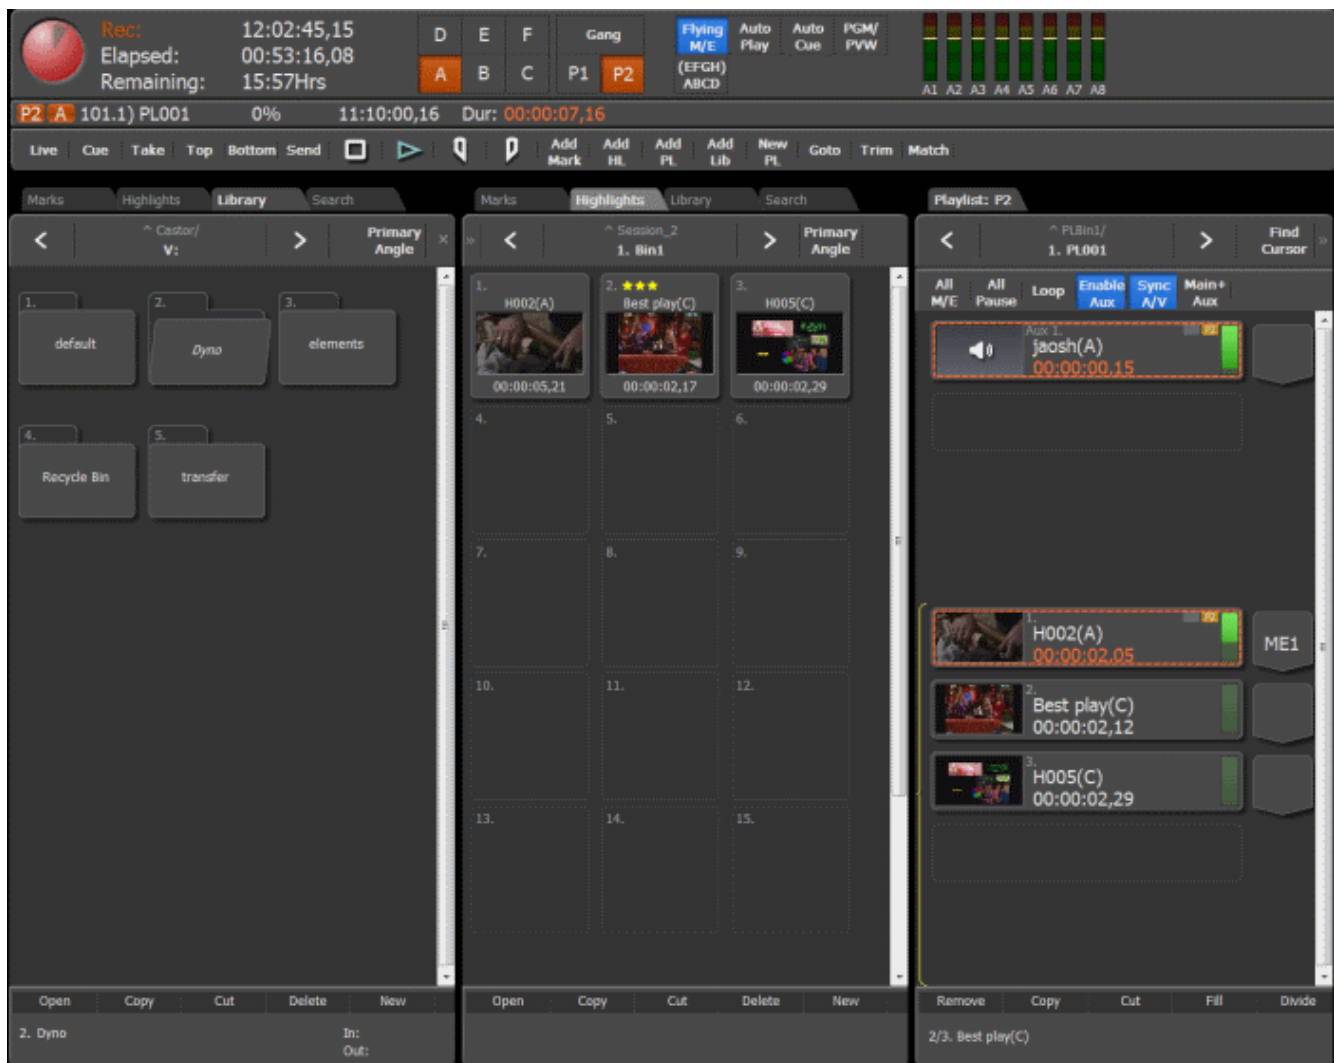 Rec: 12:02:45,15
Elapsed: 00:53:16,08
Remaining: 15:57Hrs
D E F Gang
A B C P1 P2
Flying M/E Auto Play Auto Cue PGM/ PVW
(EFGH) ABCD
A1 A2 A3 A4 A5 A6 A7 A8
P2 A 101.1) PL001 0% 11:10:00,16 Dur: 00:00:07,16
Live Cue Take Top Bottom Send Add Mark Add HL Add PL Add Lib New PL Goto Trim Match
Marks Highlights Library Search
< ^ Castor/ > Primary Angle ×
V:
1. default
2. Dyno
3. elements
4. Recycle Bin
5. transfer
Open Copy Cut Delete New
2. Dyno In:
Out:
Marks Highlights Library Search
» < ^ Session_2 > Primary Angle
1. Bin1
1. H002(A)
00:00:05,21
2. ★★★ Best play(C)
00:00:02,17
3. H005(C)
00:00:02,29
4. 5. 6.
7. 8. 9.
10. 11. 12.
13. 14. 15.
Open Copy Cut Delete New
Playlist: P2
< ^ PLBin1/ > Find Cursor »
1. PL001
All M/E All Pause Loop Enable Aux Sync A/V Main+ Aux
Aux 1. P2
jaosh(A)
00:00:00,15
1. P2
H002(A)
00:00:02,05
ME1
2.
Best play(C)
00:00:02,12
3.
H005(C)
00:00:02,29
Remove Copy Cut Fill Divide
2/3. Best play(C)